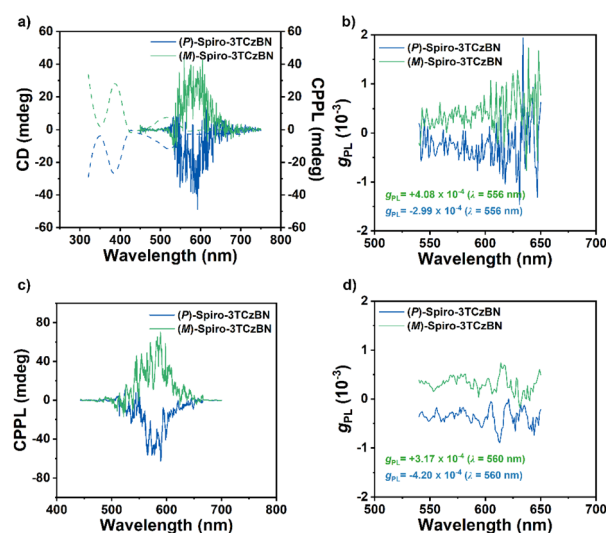 a)
(P)-Spiro-3TCzBN
(M)-Spiro-3TCzBN
CD (mdeg)
CPPL (mdeg)
60
40
20
0
-20
-40
-60
60
40
20
0
-20
-40
-60
300 400 500 600 700 800
Wavelength (nm)
b)
(P)-Spiro-3TCzBN
(M)-Spiro-3TCzBN
gPL (10-3)
2
1
0
-1
-2
gPL= +4.08 x 10-4 (λ = 556 nm)
gPL= -2.99 x 10-4 (λ = 556 nm)
500 550 600 650 700
Wavelength (nm)
c)
(P)-Spiro-3TCzBN
(M)-Spiro-3TCzBN
CPPL (mdeg)
80
40
0
-40
-80
400 500 600 700
Wavelength (nm)
d)
(P)-Spiro-3TCzBN
(M)-Spiro-3TCzBN
gPL (10-3)
2
1
0
-1
-2
gPL= +3.17 x 10-4 (λ = 560 nm)
gPL= -4.20 x 10-4 (λ = 560 nm)
500 550 600 650 700
Wavelength (nm)